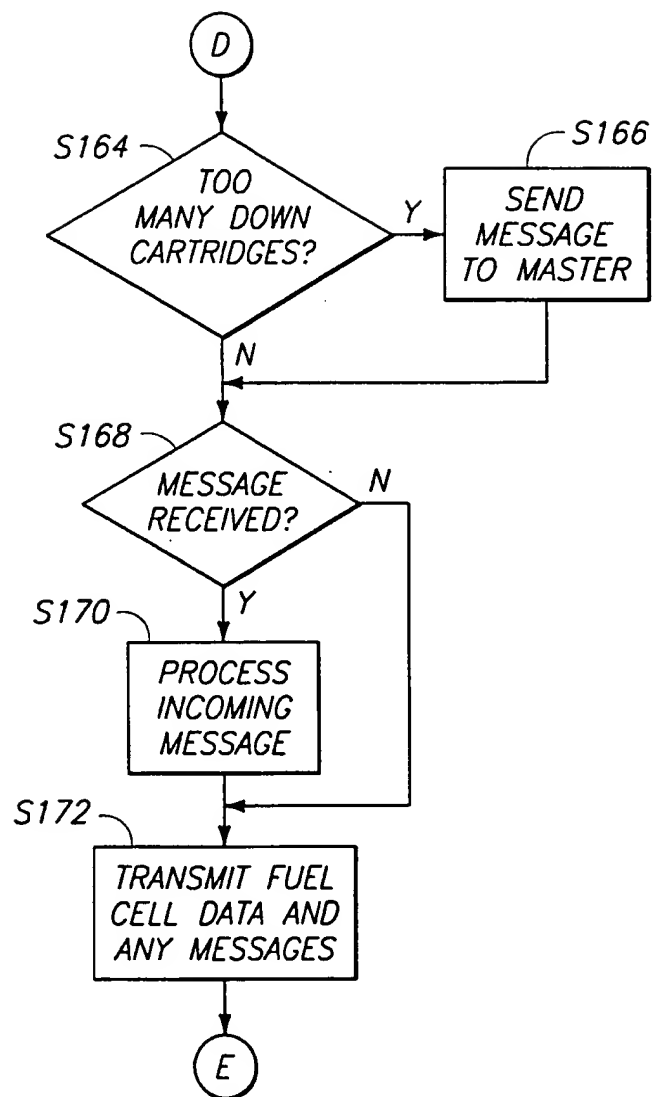 D
S164
TOO
MANY DOWN
CARTRIDGES?
Y
S166
SEND
MESSAGE
TO MASTER
N
S168
MESSAGE
RECEIVED?
N
Y
S170
PROCESS
INCOMING
MESSAGE
S172
TRANSMIT FUEL
CELL DATA AND
ANY MESSAGES
E